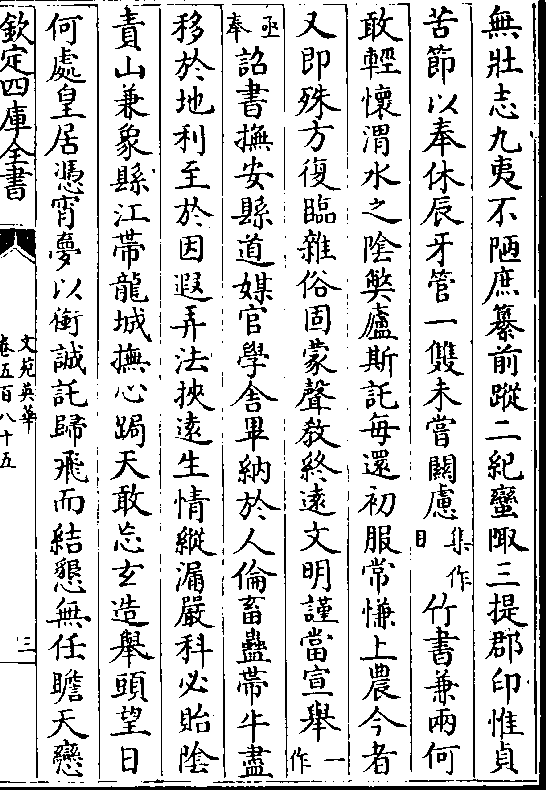 無壯志九夷不陋庶纂前蹤二紀蠻陬三提郡印惟貞
苦節以奉休辰牙管一雙未嘗關慮集作目竹書兼兩何
敢輕懷渭水之陰弊廬斯託每還初服常慊上農今者
又即殊方復臨雜俗固蒙聲教終遠文明謹當宣舉一作
亟奉詔書撫安縣道媒官學舍畢納於人倫畜蠱帶牛盡
移於地利至於因遐弄法挾遠生情縱漏嚴科必貽陰
責山兼象縣江帶龍城撫心跼天敢忘玄造舉頭望日
何處皇居憑宵夢以銜誠託歸飛而結懇無任瞻天戀
欽定四庫全書
文苑英華
卷五百八十五
三